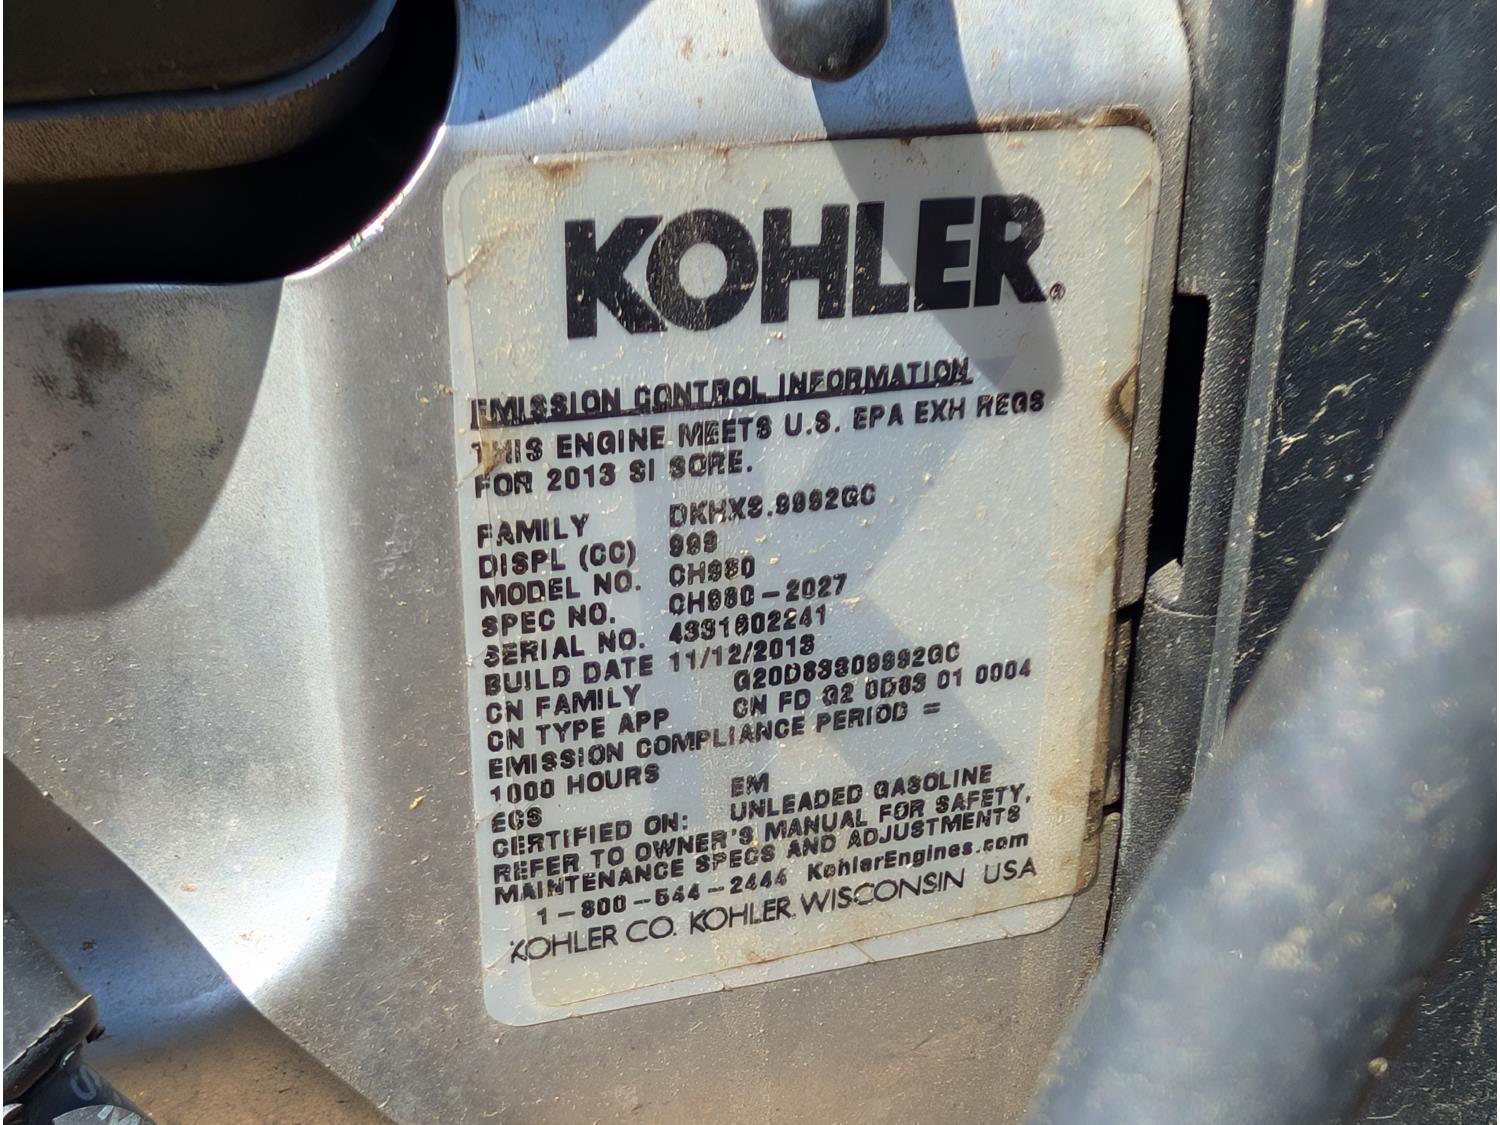 KOHLER®
EMISSION CONTROL INFORMATION
THIS ENGINE MEETS U.S. EPA EXH REGS
FOR 2013 SI SORE.
FAMILY DKHXS.9992GC
DISPL (CC) 999
MODEL NO. CH980
SPEC NO. CH980-2027
SERIAL NO. 4331602241
BUILD DATE 11/12/2013
CN FAMILY
CN TYPE APP CN FD G2 0D63 01 0004
EMISSION COMPLIANCE PERIOD =
1000 HOURS
ECS EM
CERTIFIED ON: UNLEADED GASOLINE
REFER TO OWNER'S MANUAL FOR SAFETY,
MAINTENANCE SPECS AND ADJUSTMENTS
1-800-544-2444 KohlerEngines.com
KOHLER CO. KOHLER, WISCONSIN USA